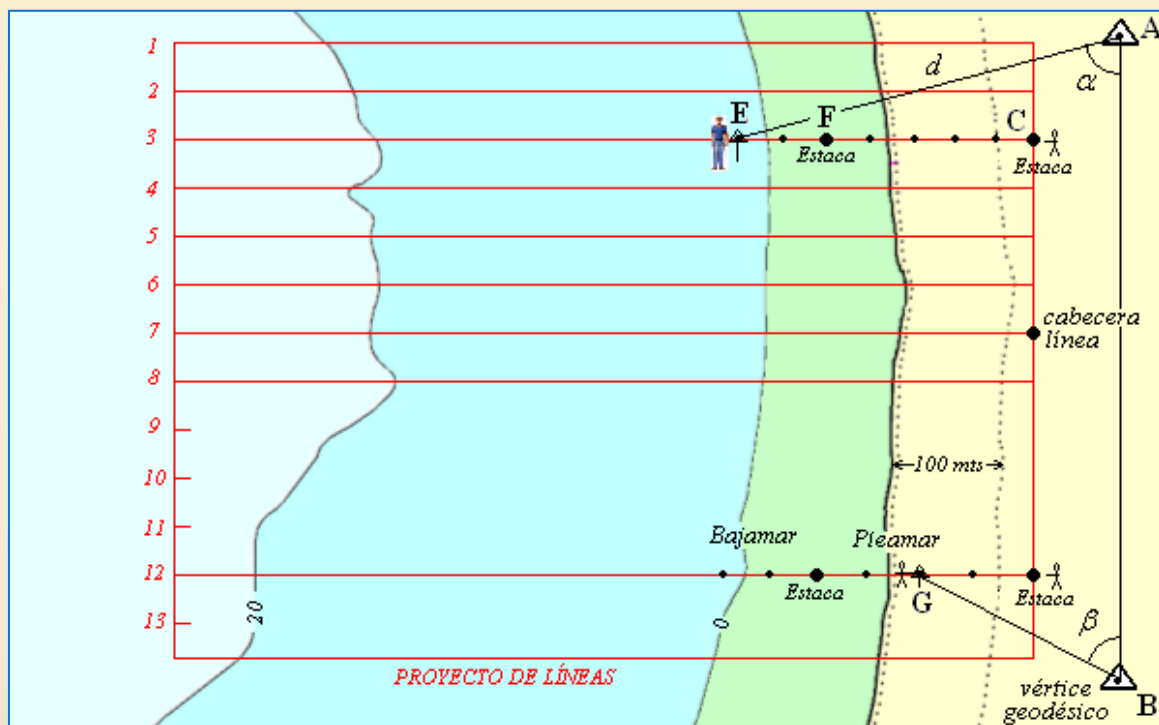 1
A
2
d
α
E
F
C
3
Estaca
Estaca
4
5
6
7
cabecera
línea
8
9
10
100 mts
11
Bajamar
Pleamar
12
Estaca
G
Estaca
20
0
13
β
PROYECTO DE LÍNEAS
vértice
geodésico
B